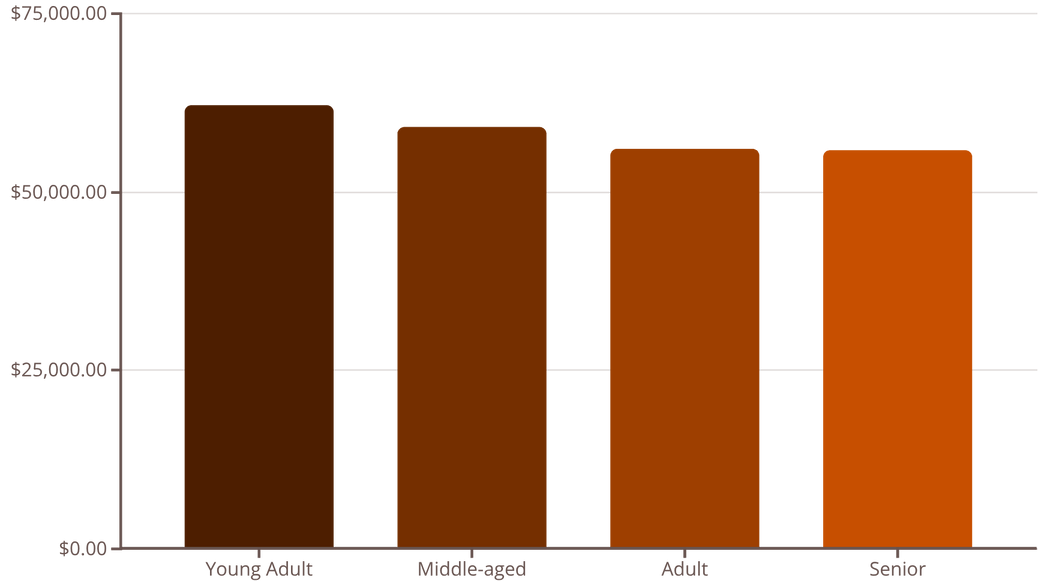 $75,000.00
$50,000.00
$25,000.00
$0.00
Young Adult
Middle-aged
Adult
Senior